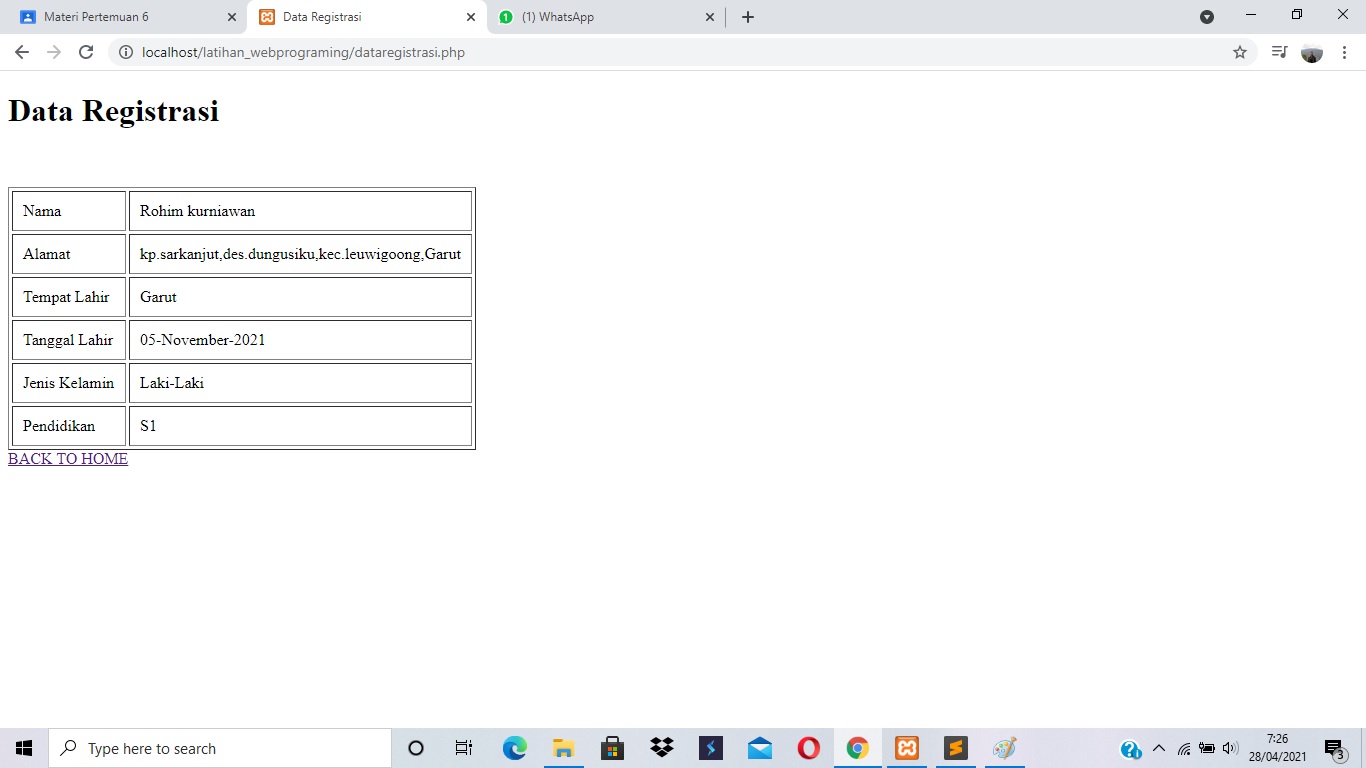 Materi Pertemuan 6
Data Registrasi
(1) WhatsApp
localhost/latihan_webprograming/dataregistrasi.php
Data Registrasi
Nama Rohim kurniawan
Alamat kp.sarkanjut,des.dungusiku,kec.leuwigoong,Garut
Tempat Lahir Garut
Tanggal Lahir 05-November-2021
Jenis Kelamin Laki-Laki
Pendidikan S1
BACK TO HOME
Type here to search
7:26
28/04/2021
3